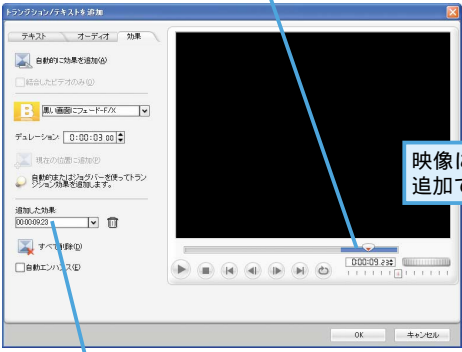 トランジション/テキストを追加
テキスト オーディオ 効果
自動的に効果を追加(A)
結合したビデオのみ(Q)
B 黒い画面にフェード-F/X
デュレーション: 0:00:03.00
現在の位置に追加(P)
自動的またはジョグバーを使ってトラン
ジション効果を追加します。
追加した効果:
00:00:09.23
すべて削除(D)
自動エンハンス(E)
0:00:09.23
映像に
追加で
OK キャンセル